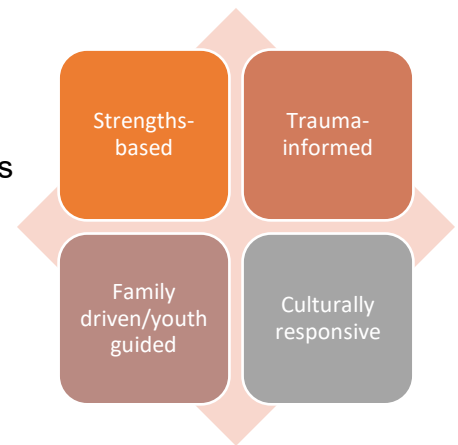 Strengths-
based
Trauma-
informed
s
Family
driven/youth
guided
Culturally
responsive